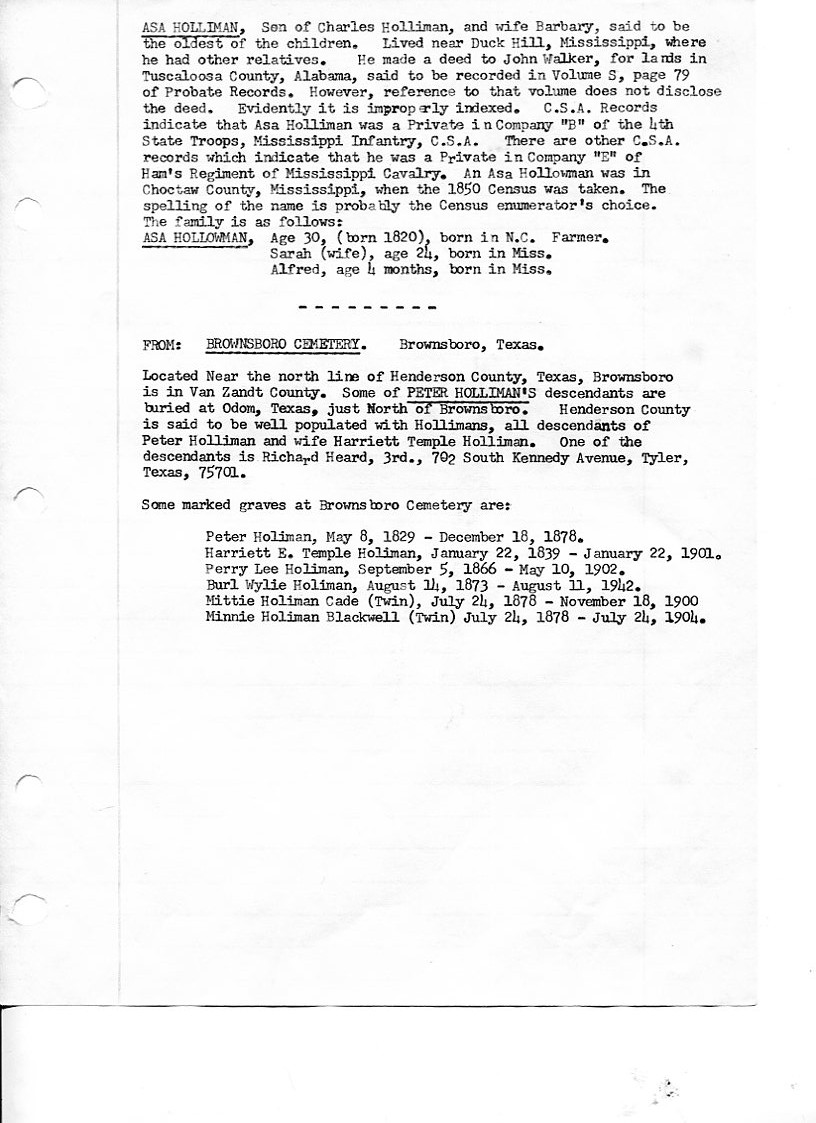 ASA HOLLIMAN, Son of Charles Holliman, and wife Barbary, said to be
the oldest of the children. Lived near Duck Hill, Mississippi, where
he had other relatives. He made a deed to John Walker, for lands in
Tuscaloosa County, Alabama, said to be recorded in Volume S, page 79
of Probate Records. However, reference to that volume does not disclose
the deed. Evidently it is improperly indexed. C.S.A. Records
indicate that Asa Holliman was a Private in Company "B" of the 4th
State Troops, Mississippi Infantry, C.S.A. There are other C.S.A.
records which indicate that he was a Private in Company "E" of
Ham's Regiment of Mississippi Cavalry. An Asa Hollowman was in
Choctaw County, Mississippi, when the 1850 Census was taken. The
spelling of the name is probably the Census enumerator's choice.
The family is as follows:
ASA HOLLOWMAN, Age 30, (born 1820), born in N.C. Farmer.
Sarah (wife), age 24, born in Miss.
Alfred, age 4 months, born in Miss.
- - - - - - - - -
FROM: BROWNSBORO CEMETERY. Brownsboro, Texas.
Located Near the north line of Henderson County, Texas, Brownsboro
is in Van Zandt County. Some of PETER HOLLIMAN'S descendants are
buried at Odom, Texas, just North of Brownsboro. Henderson County
is said to be well populated with Hollimans, all descendants of
Peter Holliman and wife Harriett Temple Holliman. One of the
descendants is Richard Heard, 3rd., 702 South Kennedy Avenue, Tyler,
Texas, 75701.
Some marked graves at Brownsboro Cemetery are:
Peter Holiman, May 8, 1829 - December 18, 1878.
Harriett E. Temple Holiman, January 22, 1839 - January 22, 1901.
Perry Lee Holiman, September 5, 1866 - May 10, 1902.
Burl Wylie Holiman, August 14, 1873 - August 11, 1942.
Mittie Holiman Cade (Twin), July 24, 1878 - November 18, 1900
Minnie Holiman Blackwell (Twin) July 24, 1878 - July 24, 1904.